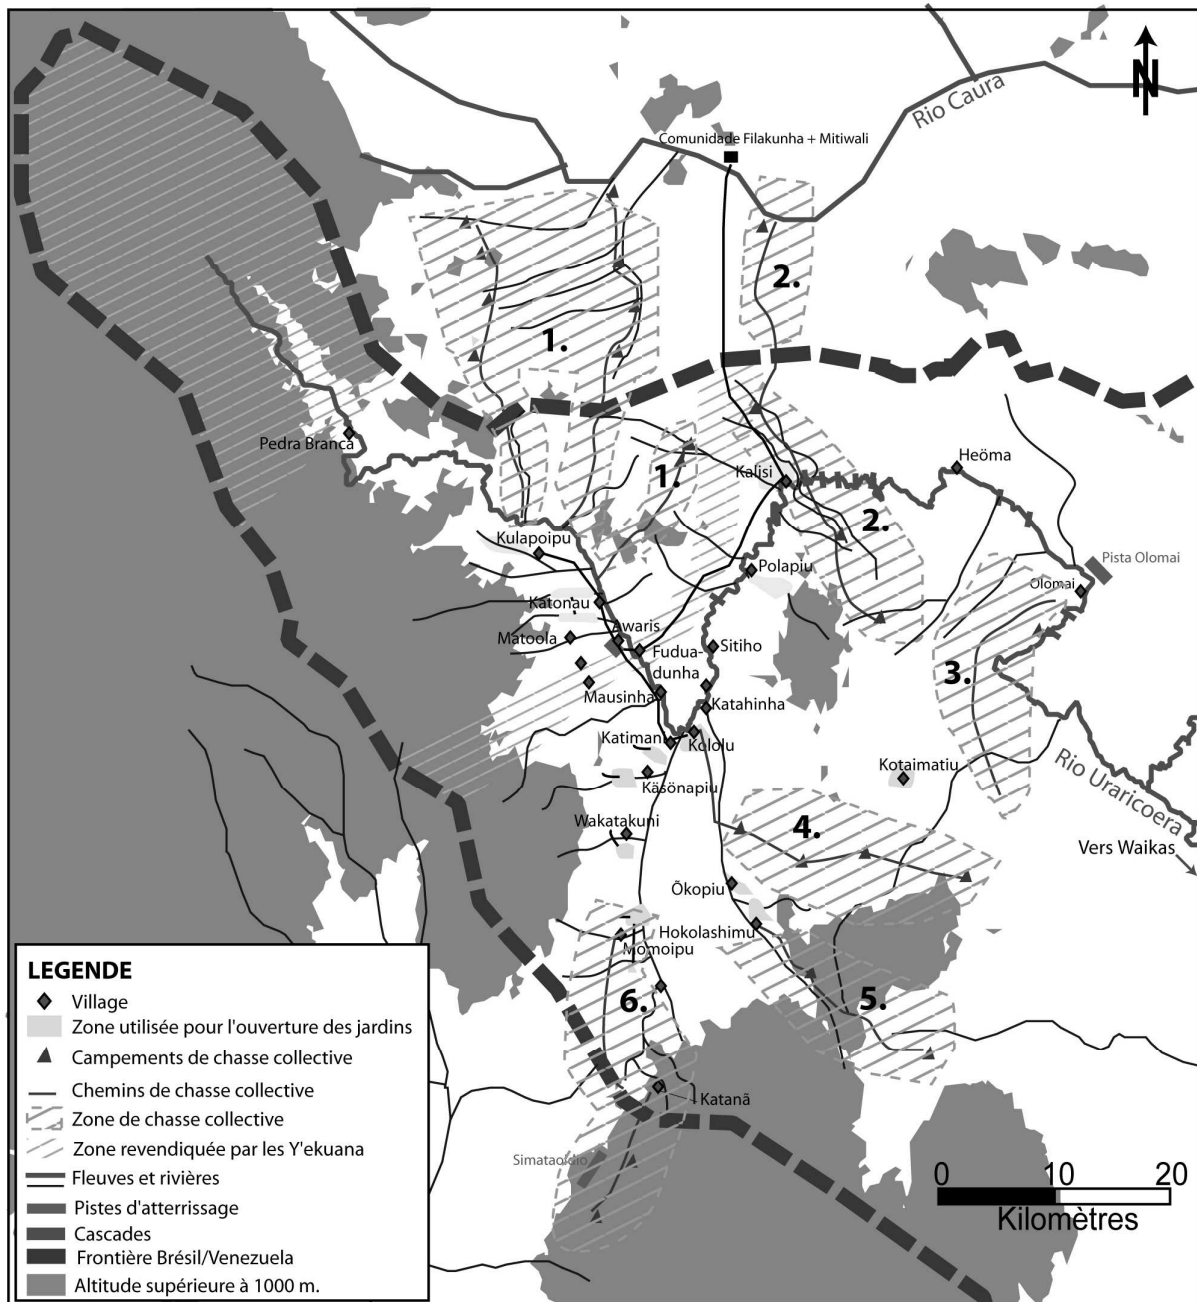 N
Rio Caura
Comunidade Filakunha + Mitiwali
2.
1.
Pedra Branca
1.
Kalisi
Heöma
2.
Kulapoipu
Polapiu
Pista Olomai
Olomai
Katonau
Awaris
Matoola
Sitiho
Fudua-
dunha
3.
Mausinha
Katahinha
Katimani
Kololu
Kotaimatiu
Käsönapiu
Rio Uraricoera
Wakatakuni
4.
Vers Waikas
Õkopiu
Hokolashimu
Momoipu
6.
5.
Katanã
LEGENDE
Village
Zone utilisée pour l'ouverture des jardins
Campements de chasse collective
Chemins de chasse collective
Zone de chasse collective
Zone revendiquée par les Y'ekuana
Fleuves et rivières
Pistes d'atterrissage
Cascades
Frontière Brésil/Venezuela
Altitude supérieure à 1000 m.
0 10 20
Kilomètres